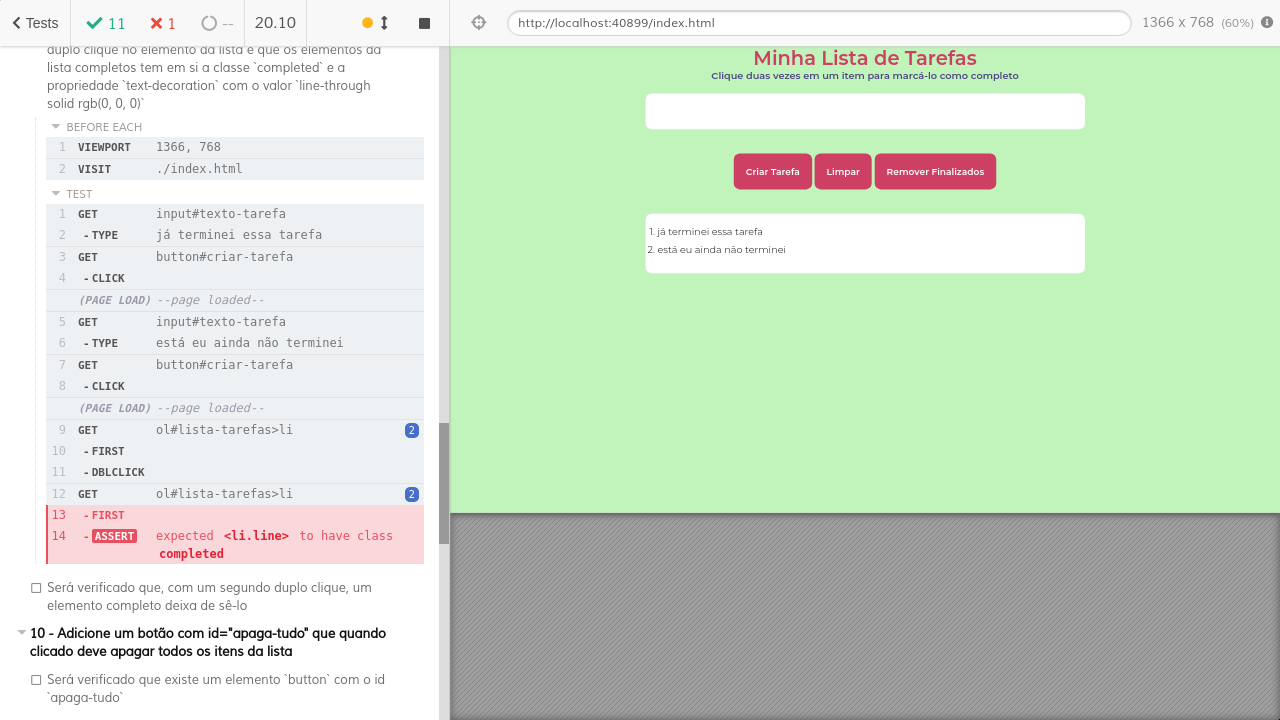 Tests
11
1
--
20.10
http://localhost:40899/index.html
1366 x 768 (60%)
duplo clique no elemento da lista e que os elementos da
lista completos tem em si a classe `completed` e a
propriedade `text-decoration` com o valor `line-through
solid rgb(0, 0, 0)`
BEFORE EACH
1 VIEWPORT 1366, 768
2 VISIT ./index.html
TEST
1 GET input#texto-tarefa
2 -TYPE já terminei essa tarefa
3 GET button#criar-tarefa
4 -CLICK
(PAGE LOAD) --page loaded--
5 GET input#texto-tarefa
6 -TYPE está eu ainda não terminei
7 GET button#criar-tarefa
8 -CLICK
(PAGE LOAD) --page loaded--
9 GET ol#lista-tarefas>li 2
10 -FIRST
11 -DBLCLICK
12 GET ol#lista-tarefas>li 2
13 -FIRST
14 -ASSERT expected <li.line> to have class
completed
Será verificado que, com um segundo duplo clique, um
elemento completo deixa de sê-lo
10 - Adicione um botão com id="apaga-tudo" que quando
clicado deve apagar todos os itens da lista
Será verificado que existe um elemento `button` com o id
`apaga-tudo`
Minha Lista de Tarefas
Clique duas vezes em um item para marcá-lo como completo
Criar Tarefa
Limpar
Remover Finalizados
1. já terminei essa tarefa
2. está eu ainda não terminei